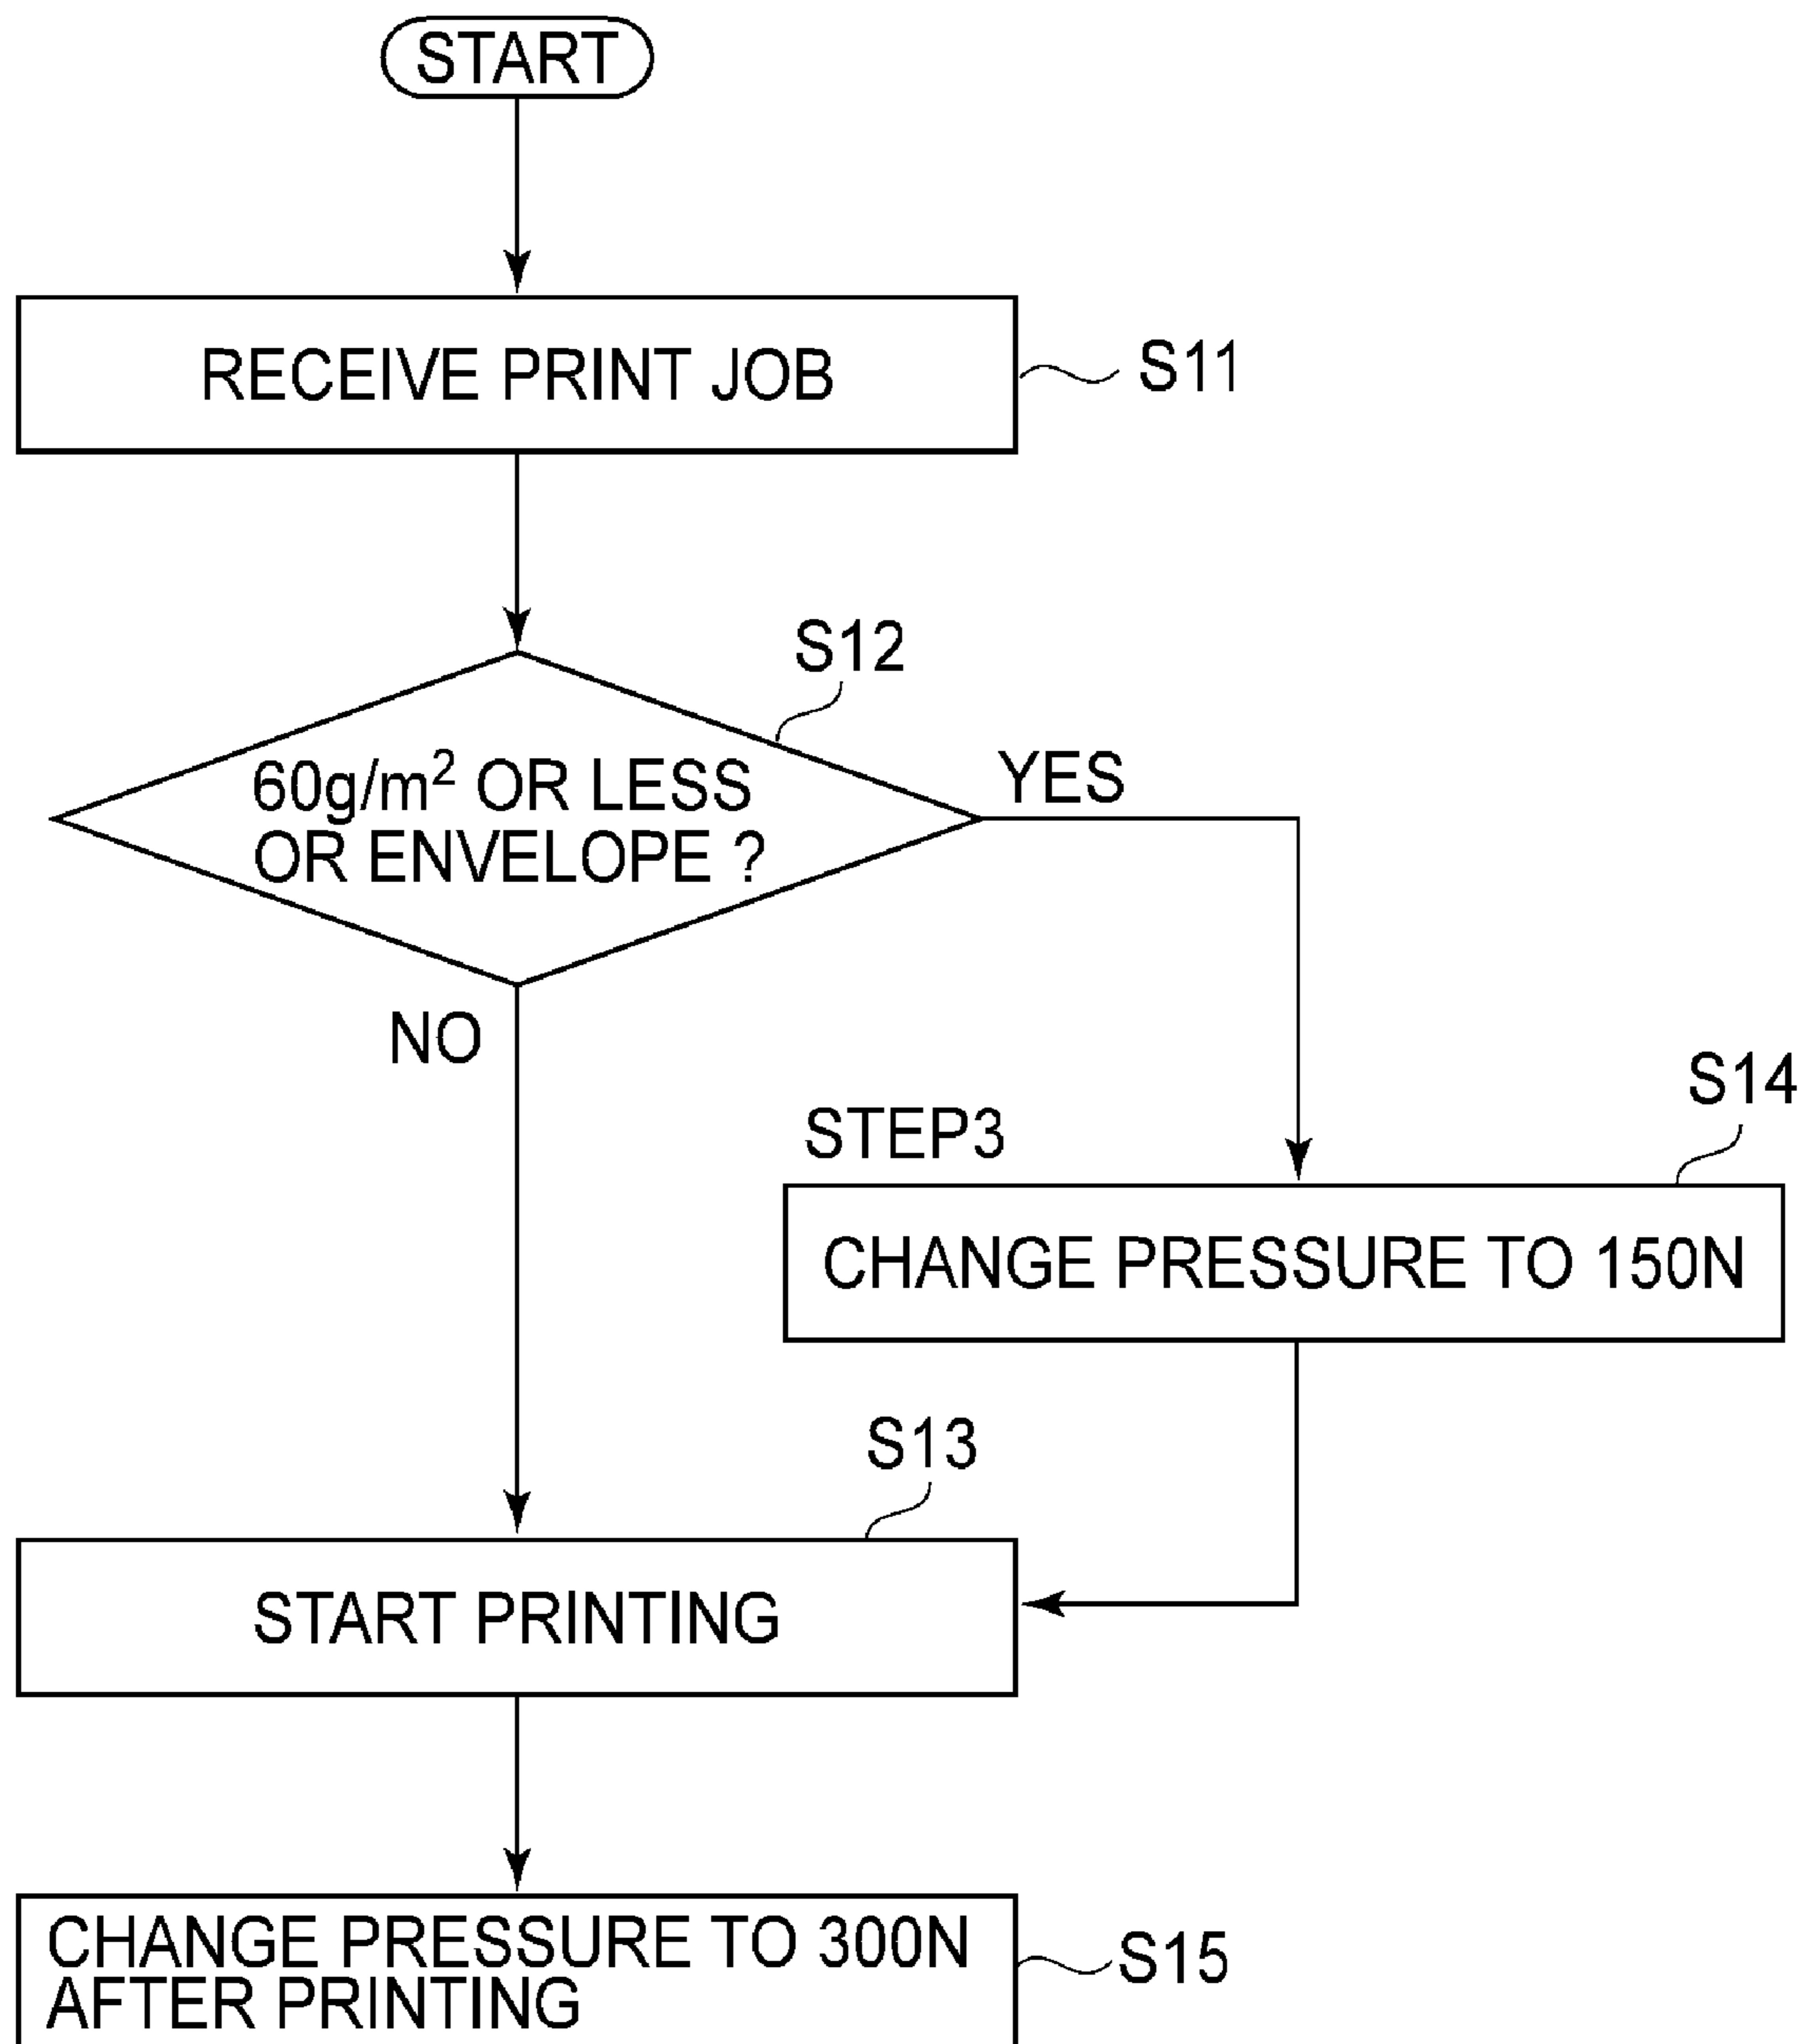 START
RECEIVE PRINT JOB
S11
S12
60g/m² OR LESS
OR ENVELOPE ?
YES
NO
S14
STEP3
CHANGE PRESSURE TO 150N
S13
START PRINTING
CHANGE PRESSURE TO 300N
AFTER PRINTING
S15